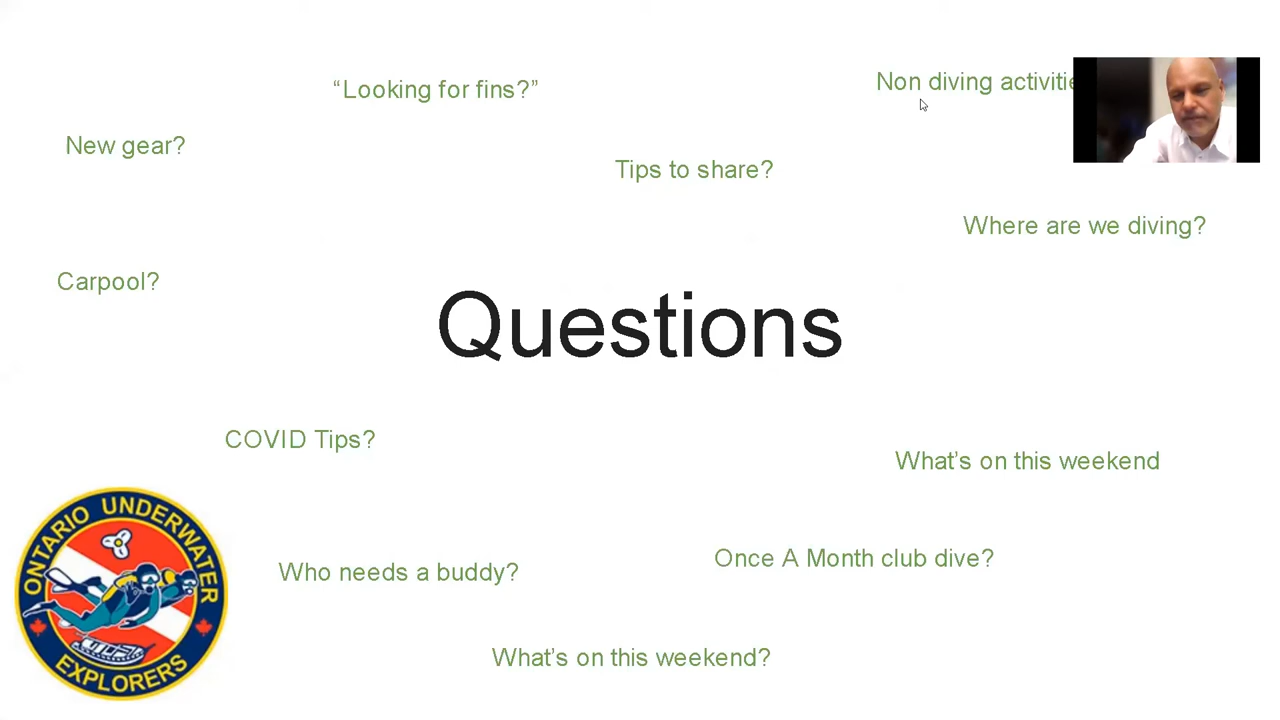 “Looking for fins?”
Non diving activitie
New gear?
Tips to share?
Where are we diving?
Carpool?
Questions
COVID Tips?
What’s on this weekend
Once A Month club dive?
Who needs a buddy?
What’s on this weekend?
ONTARIO UNDERWATER
EXPLORERS